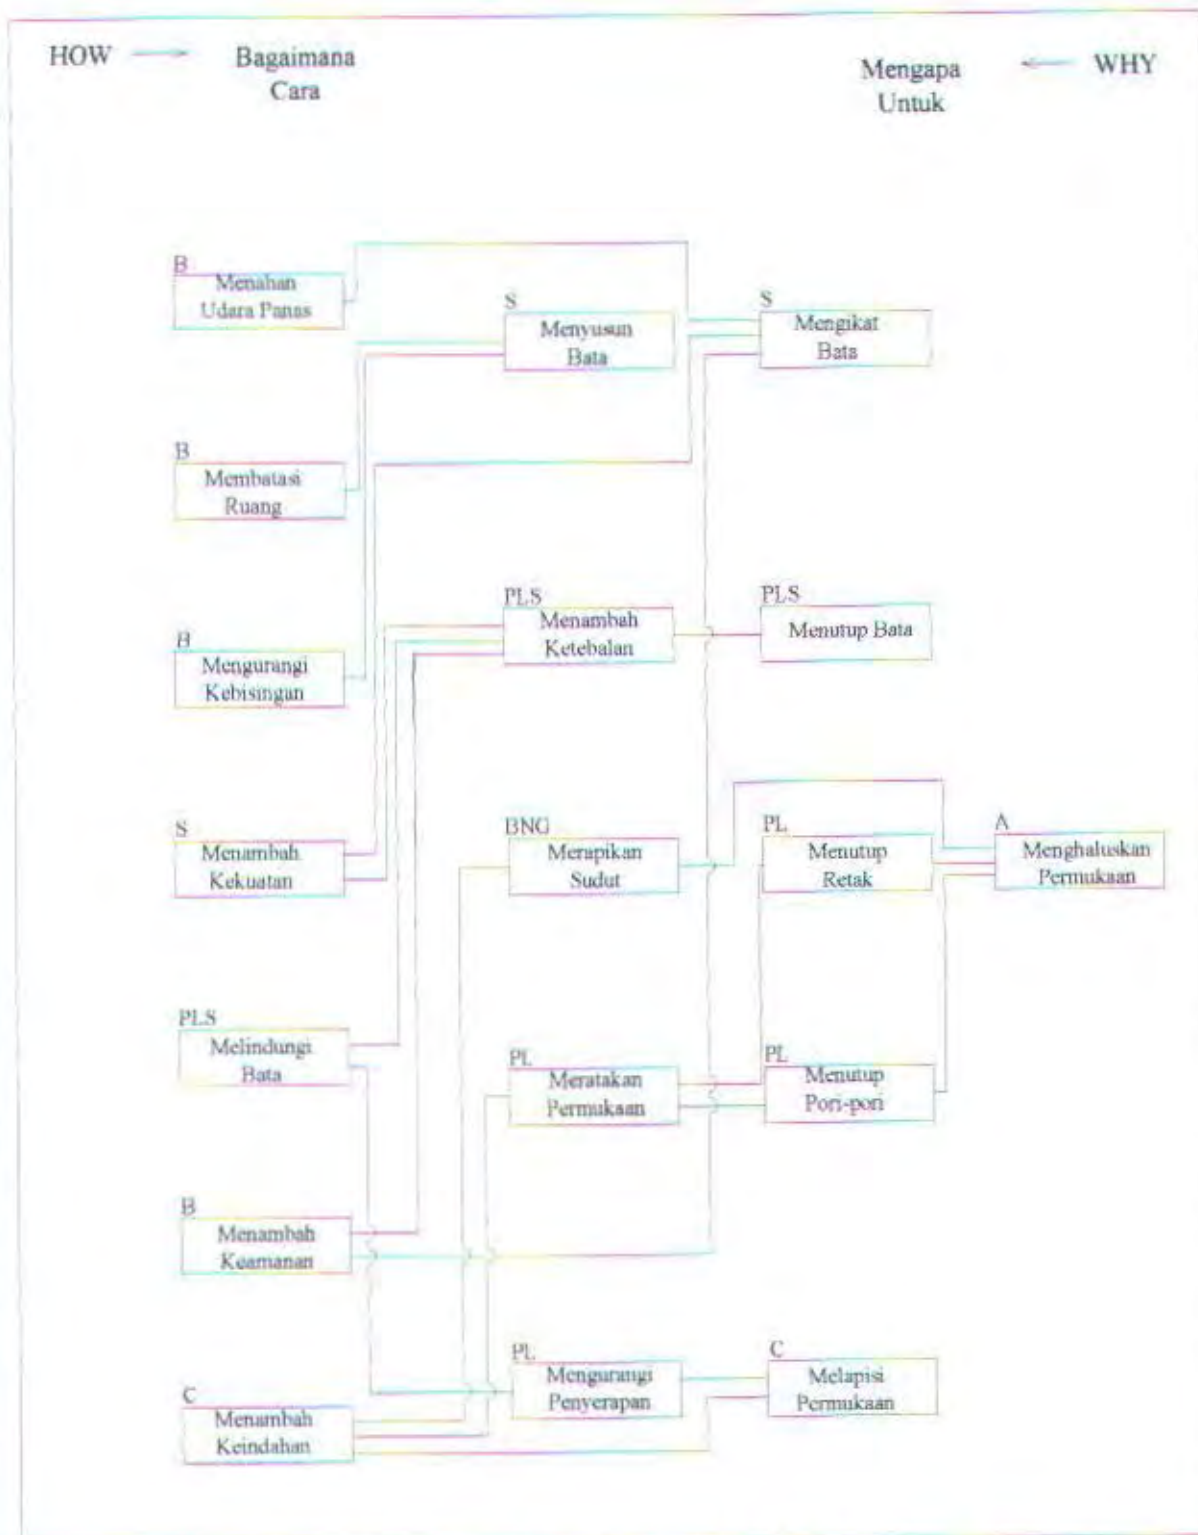 HOW → Bagaimana
Cara
Mengapa ← WHY
Untuk
B
Menahan
Udara Panas
S
Menyusun
Bata
S
Mengikat
Bata
B
Membatasi
Ruang
PLS
Menambah
Ketebalan
PLS
Menutup Bata
B
Mengurangi
Kebisingan
S
Menambah
Kekuatan
BNG
Merapikan
Sudut
PL
Menutup
Retak
A
Menghaluskan
Permukaan
PLS
Melindungi
Bata
PL
Meratakan
Permukaan
PL
Menutup
Pori-pori
B
Menambah
Keamanan
PL
Mengurangi
Penyerapan
C
Melapisi
Permukaan
C
Menambah
Keindahan